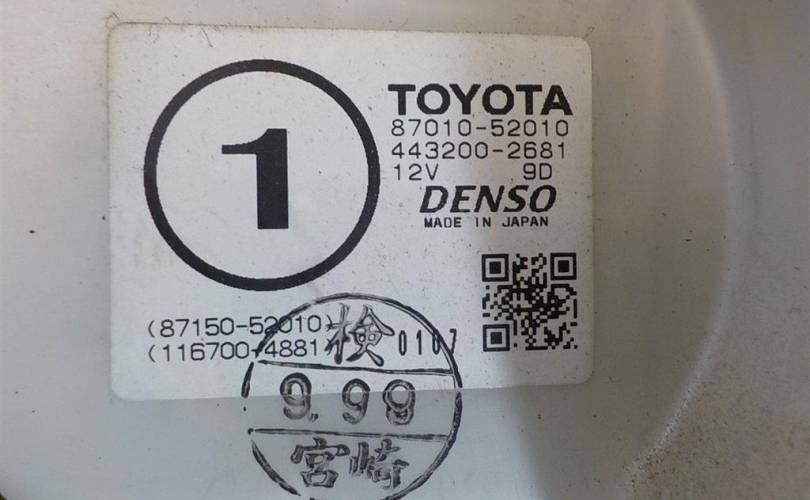 1
TOYOTA
87010-52010
443200-2681
12V 9D
DENSO
MADE IN JAPAN
(87150-52010)
(116700-4881)
検
0107
9.99
宮崎